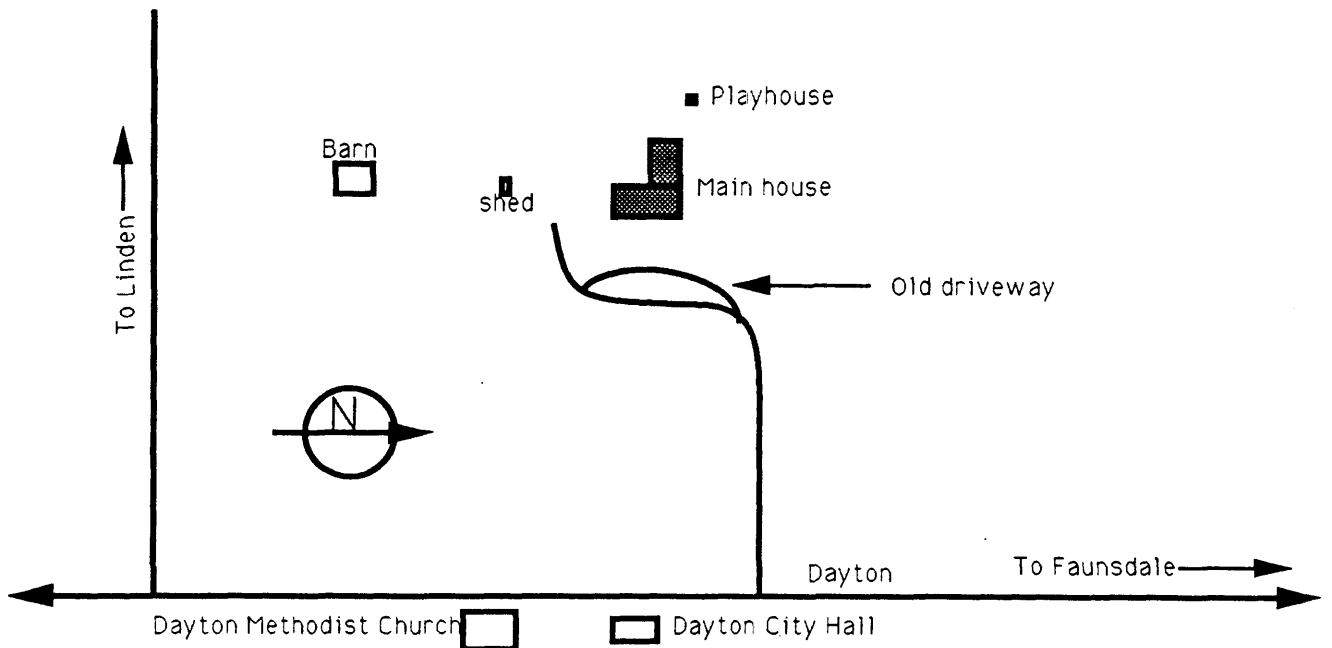 Playhouse
Barn
Main house
shed
To Linden
Old driveway
N
Dayton
To Faunsdale
Dayton Methodist Church
Dayton City Hall